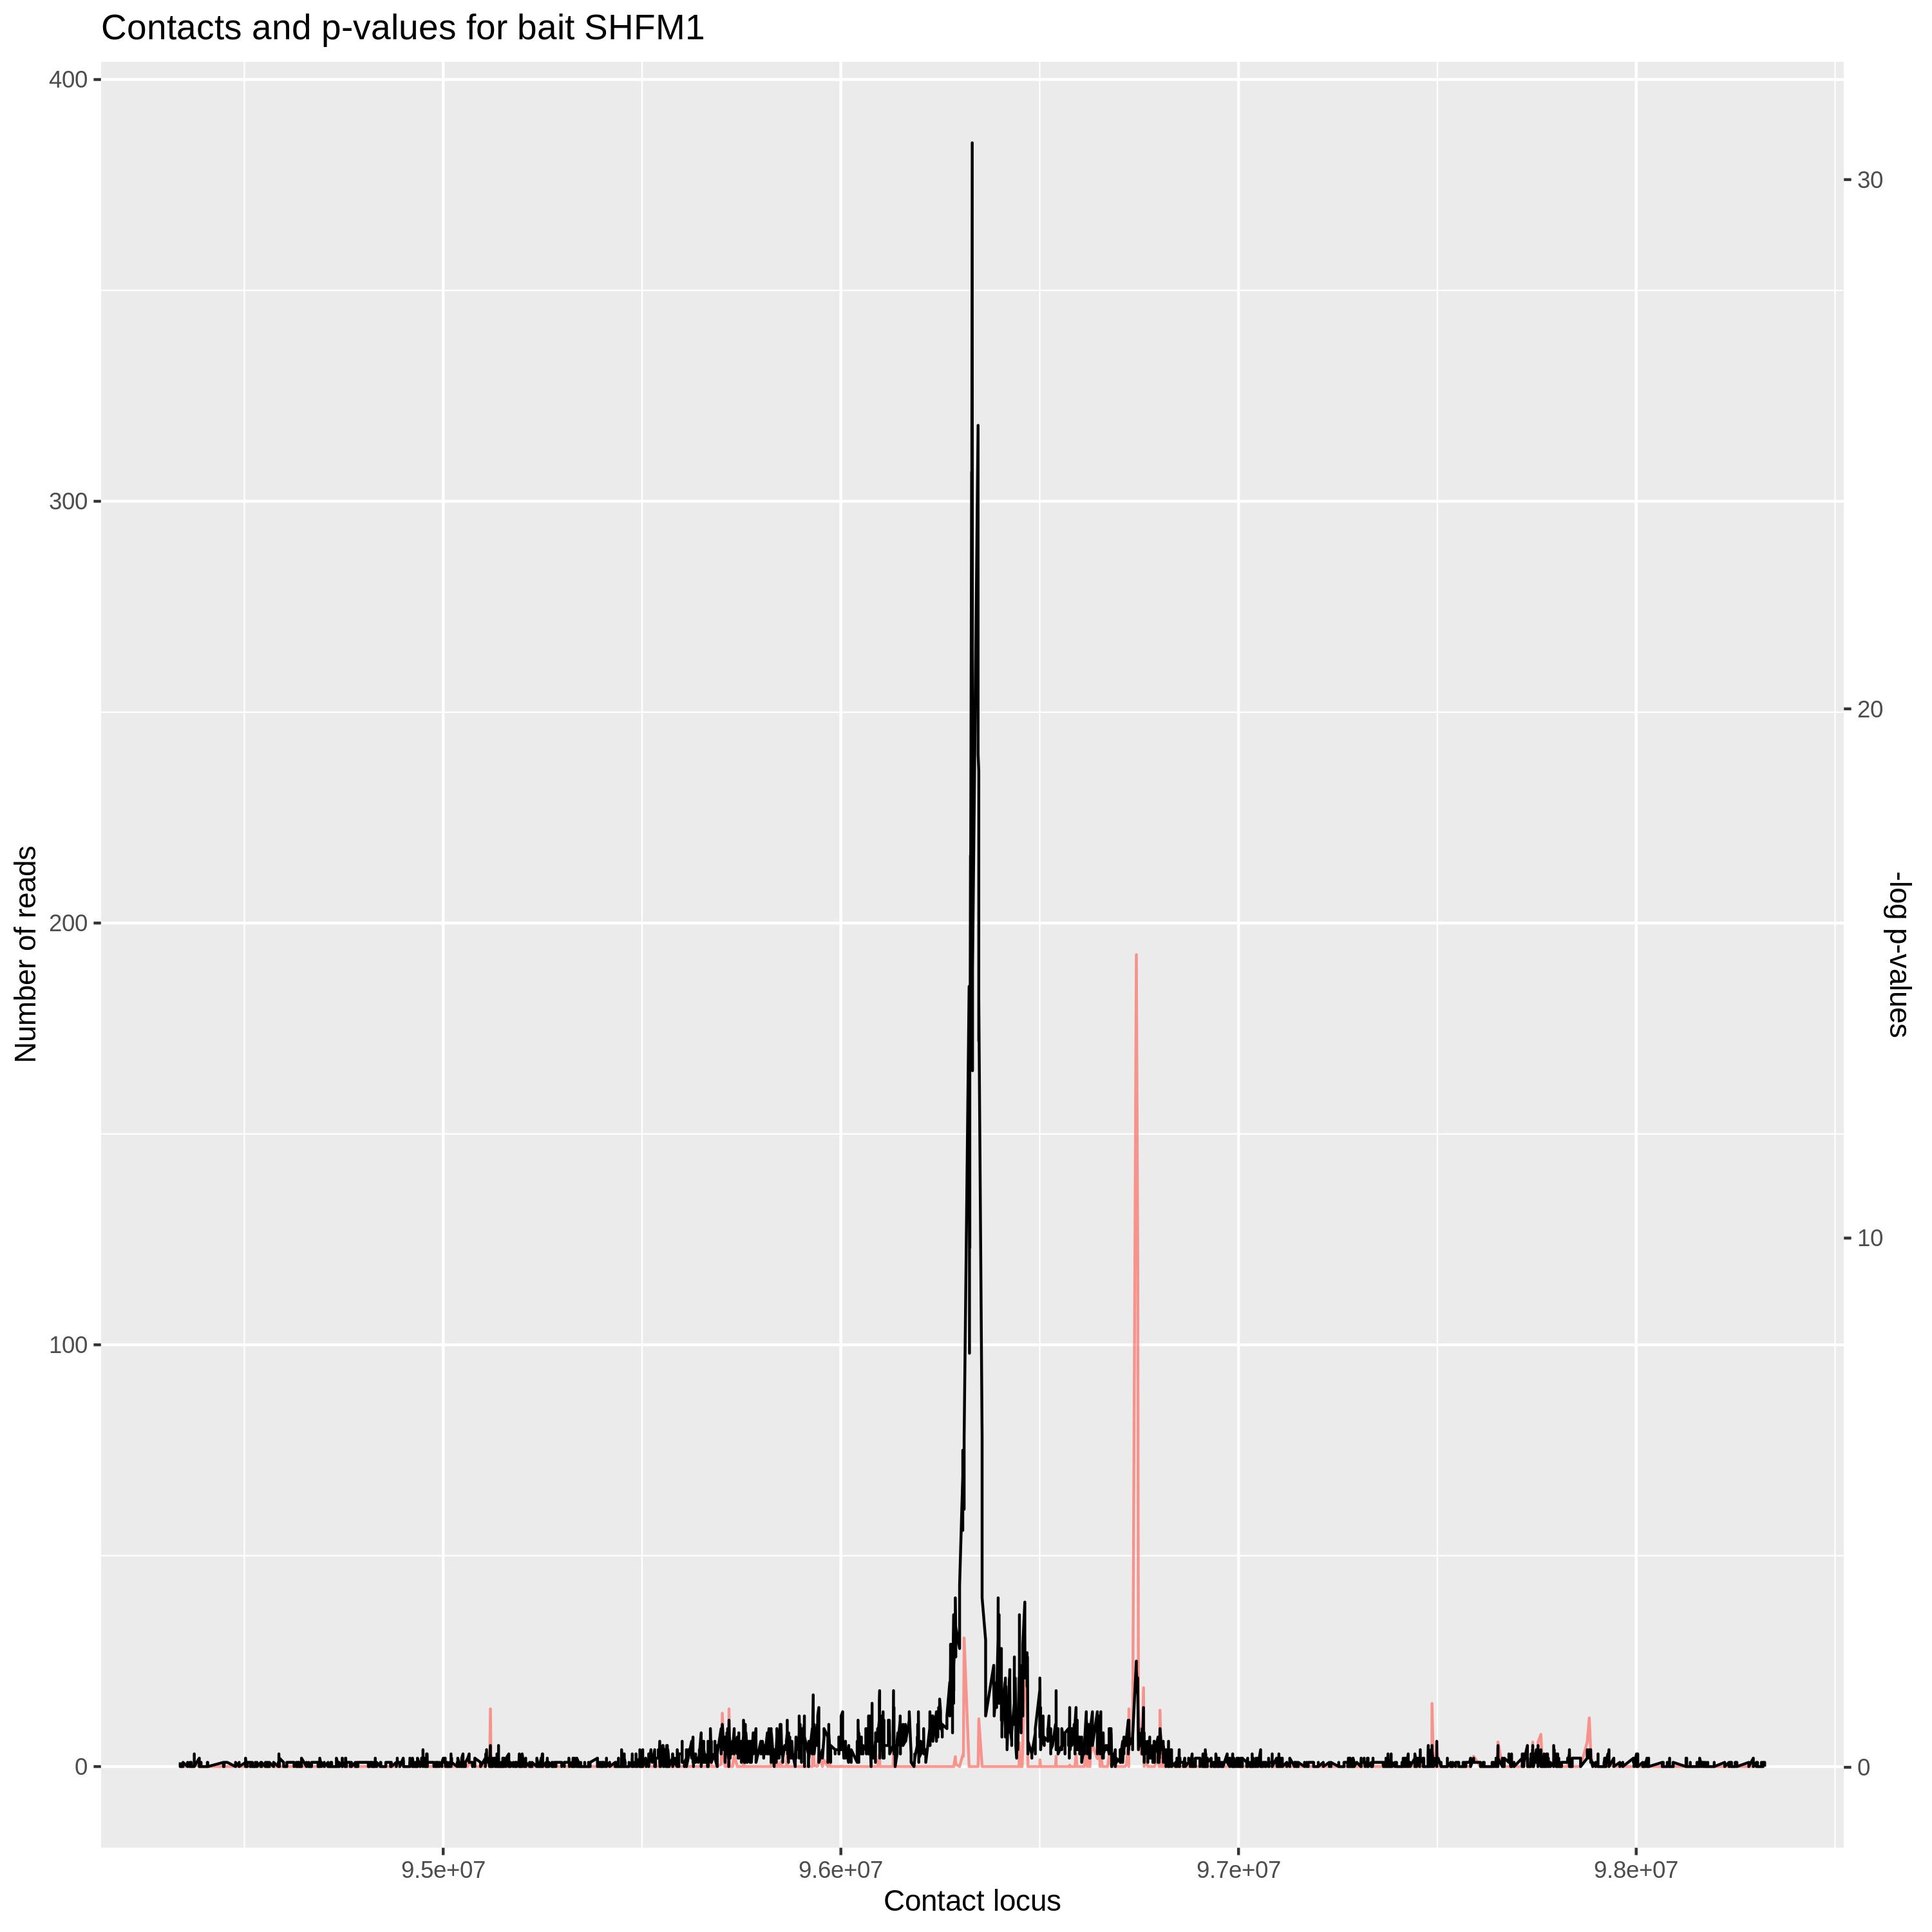 Contacts and p-values for bait SHFM1
400
300
200
100
0
Number of reads
30
20
10
0
-log p-values
9.5e+07
9.6e+07
9.7e+07
9.8e+07
Contact locus